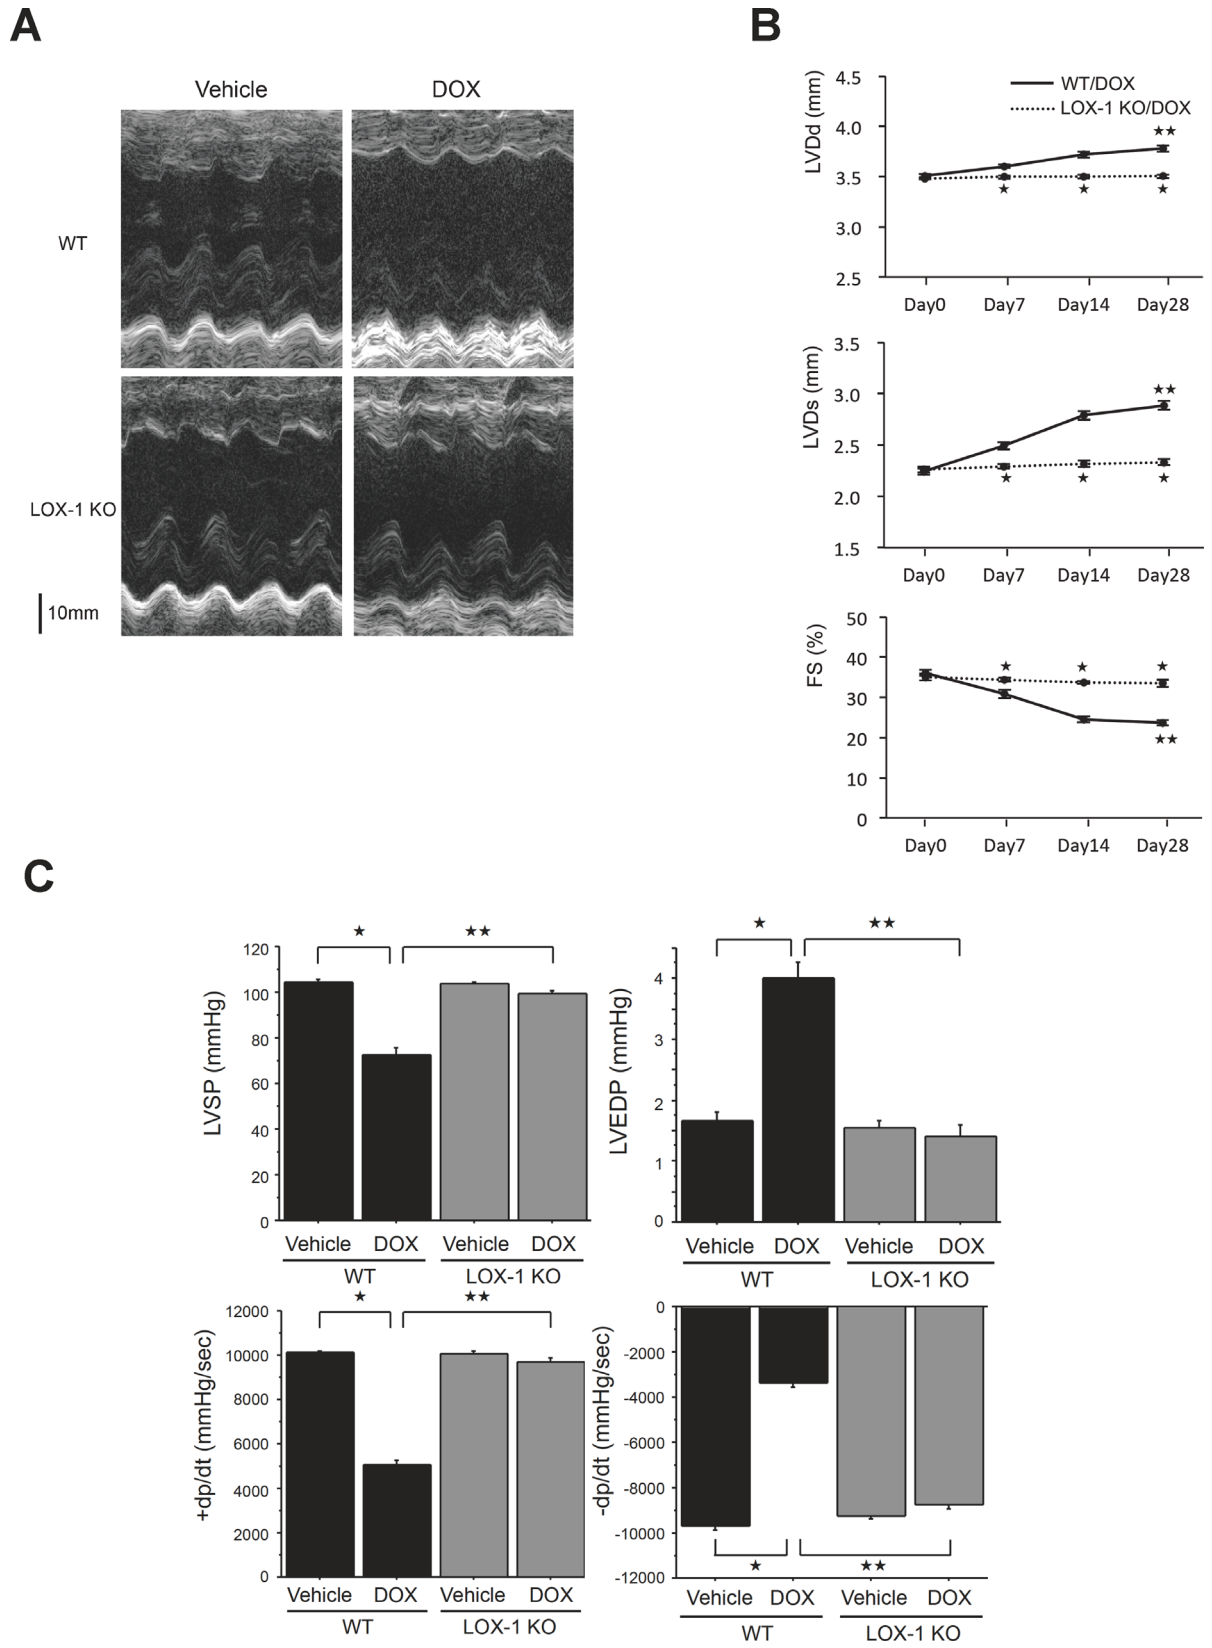 A
Vehicle DOX
WT
LOX-1 KO
10mm
B
WT/DOX
LOX-1 KO/DOX
LVDd (mm)
4.5
★★
4.0
3.5
★ ★ ★
3.0
2.5
Day0 Day7 Day14 Day28
LVDs (mm)
3.5
★★
3.0
2.5
★ ★ ★
2.0
1.5
Day0 Day7 Day14 Day28
FS (%)
50
40
★ ★ ★
30
20
★★
10
0
Day0 Day7 Day14 Day28
C
★ ★★
LVSP (mmHg)
120
100
80
60
40
20
0
Vehicle DOX Vehicle DOX
WT LOX-1 KO
★ ★★
LVEDP (mmHg)
4
3
2
1
0
Vehicle DOX Vehicle DOX
WT LOX-1 KO
★ ★★
+dp/dt (mmHg/sec)
12000
10000
8000
6000
4000
2000
0
Vehicle DOX Vehicle DOX
WT LOX-1 KO
-dp/dt (mmHg/sec)
0
-2000
-4000
-6000
-8000
-10000
-12000
★ ★★
Vehicle DOX Vehicle DOX
WT LOX-1 KO